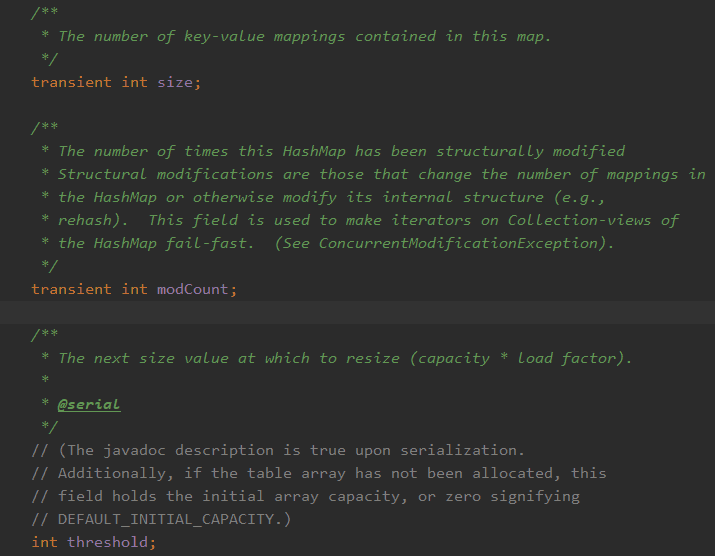 /**
 * The number of key-value mappings contained in this map.
 */
transient int size;
/**
 * The number of times this HashMap has been structurally modified
 * Structural modifications are those that change the number of mappings in
 * the HashMap or otherwise modify its internal structure (e.g.,
 * rehash).  This field is used to make iterators on Collection-views of
 * the HashMap fail-fast.  (See ConcurrentModificationException).
 */
transient int modCount;
/**
 * The next size value at which to resize (capacity * load factor).
 *
 * @serial
 */
// (The javadoc description is true upon serialization.
// Additionally, if the table array has not been allocated, this
// field holds the initial array capacity, or zero signifying
// DEFAULT_INITIAL_CAPACITY.)
int threshold;